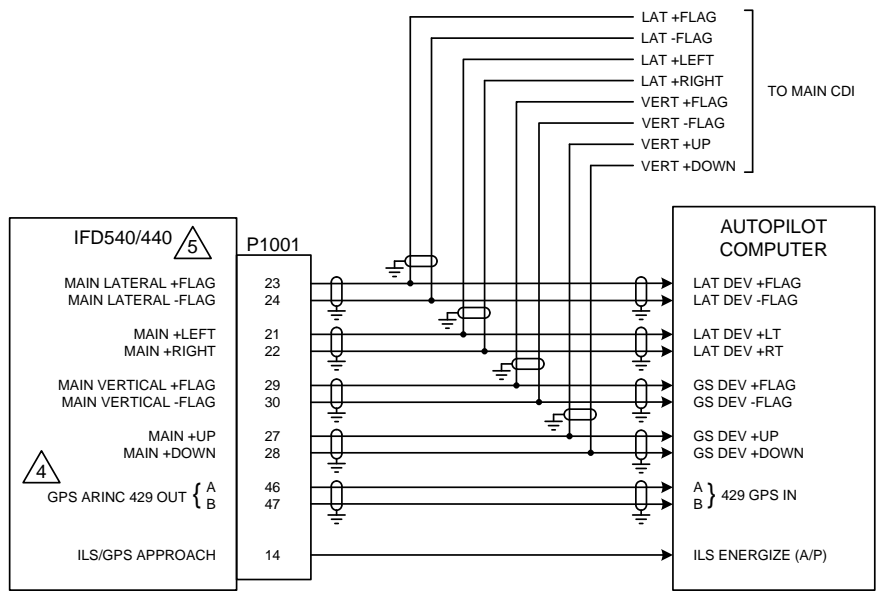 LAT +FLAG
LAT -FLAG
LAT +LEFT
LAT +RIGHT
VERT +FLAG
VERT -FLAG
VERT +UP
VERT +DOWN
TO MAIN CDI
IFD540/440 5
P1001
AUTOPILOT
COMPUTER
MAIN LATERAL +FLAG 23 LAT DEV +FLAG
MAIN LATERAL -FLAG 24 LAT DEV -FLAG
MAIN +LEFT 21 LAT DEV +LT
MAIN +RIGHT 22 LAT DEV +RT
MAIN VERTICAL +FLAG 29 GS DEV +FLAG
MAIN VERTICAL -FLAG 30 GS DEV -FLAG
MAIN +UP 27 GS DEV +UP
MAIN +DOWN 28 GS DEV +DOWN
4
GPS ARINC 429 OUT { A 46 A } 429 GPS IN
B 47 B
ILS/GPS APPROACH 14 ILS ENERGIZE (A/P)